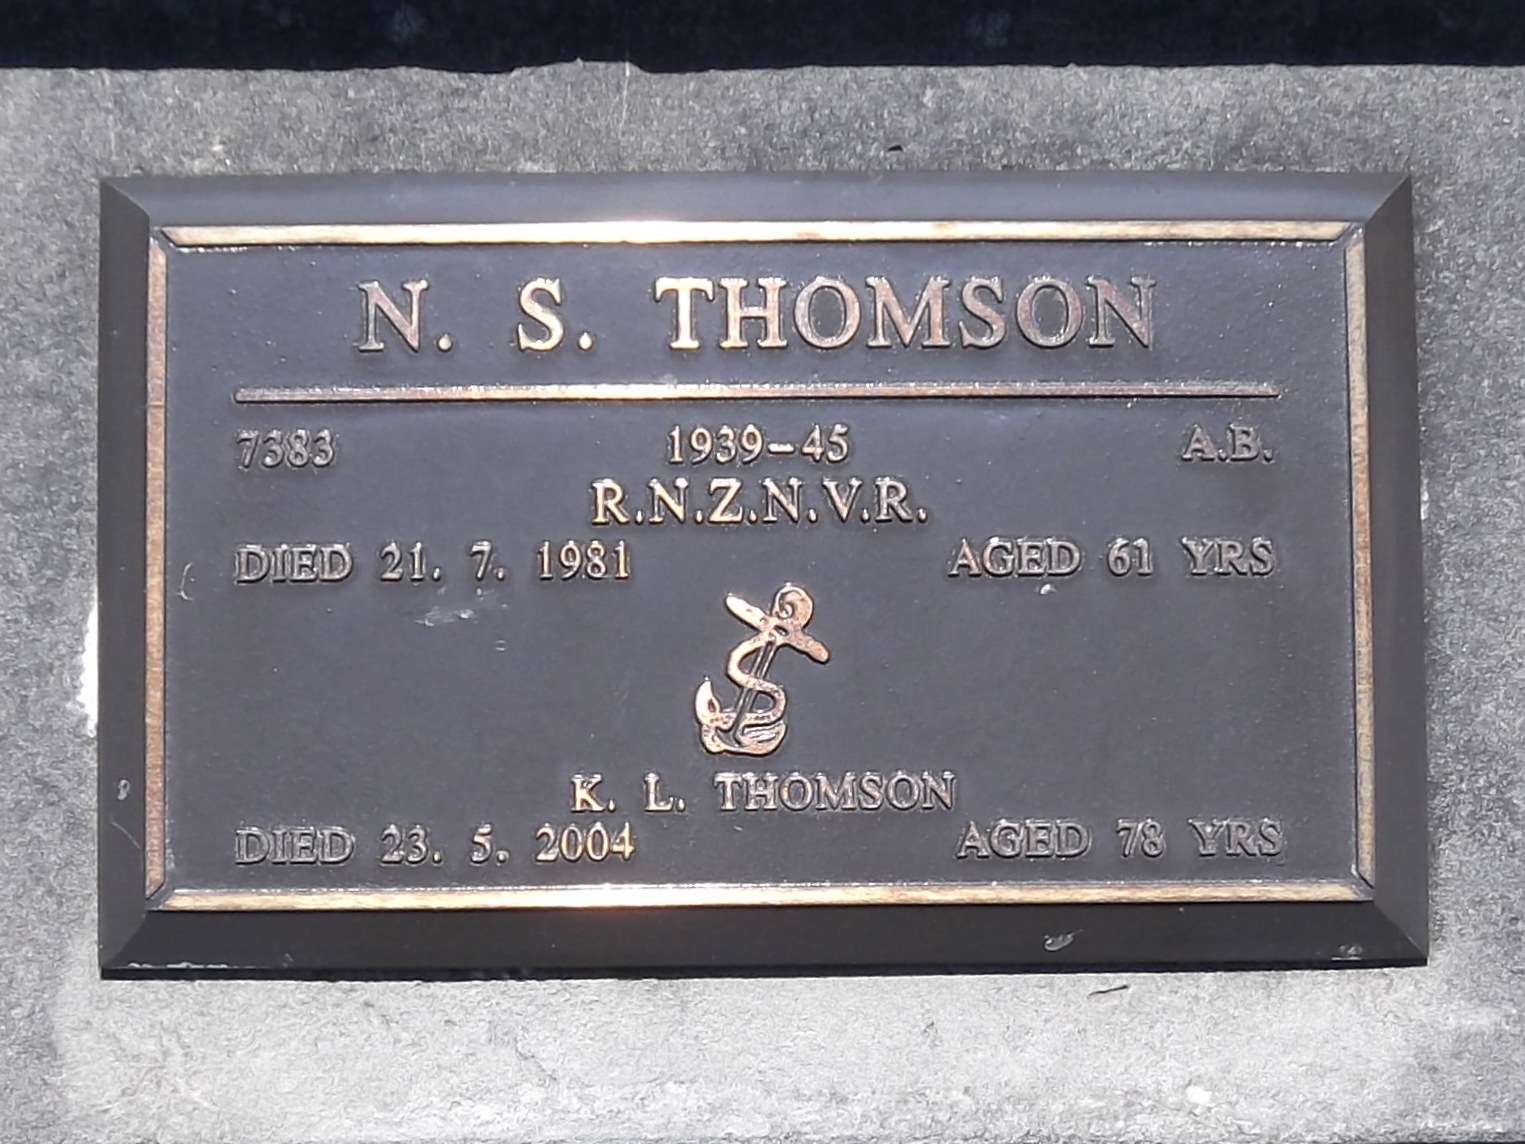 N. S. THOMSON
7383 1939-45 A.B.
R.N.Z.N.V.R.
DIED 21. 7. 1981 AGED 61 YRS
K. L. THOMSON
DIED 23. 5. 2004 AGED 78 YRS